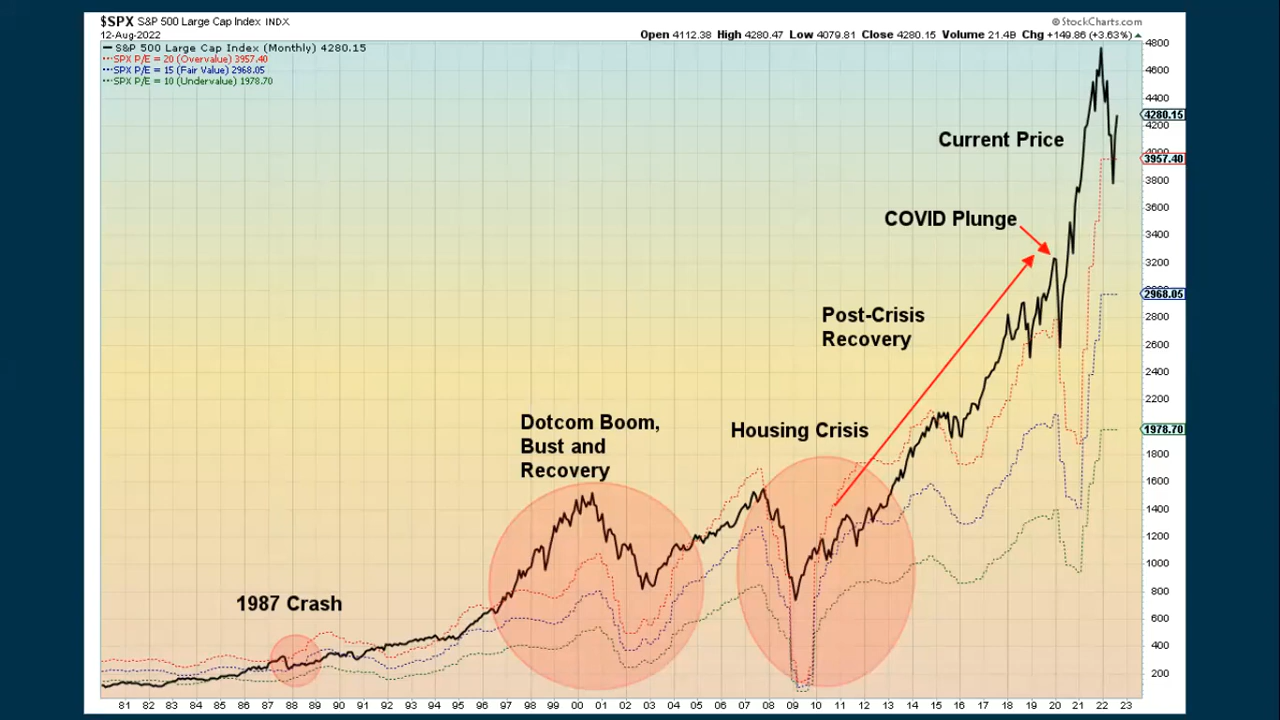 $SPX S&P 500 Large Cap Index INDX
© StockCharts.com
12-Aug-2022
Open 4112.38 High 4280.47 Low 4079.81 Close 4280.15 Volume 21.4B Chg +149.86 (+3.63%)
S&P 500 Large Cap Index (Monthly) 4280.15
SPX P/E = 20 (Overvalue) 3957.40
SPX P/E = 15 (Fair Value) 2968.05
SPX P/E = 10 (Undervalue) 1978.70
4800
4600
4400
4280.15
4200
Current Price
3957.40
3800
3600
COVID Plunge
3400
3200
2968.05
Post-Crisis
Recovery
2800
2600
2400
2200
Dotcom Boom,
Bust and
Recovery
Housing Crisis
1978.70
1800
1600
1400
1200
1000
800
1987 Crash
600
400
200
81 82 83 84 85 86 87 88 89 90 91 92 93 94 95 96 97 98 99 00 01 02 03 04 05 06 07 08 09 10 11 12 13 14 15 16 17 18 19 20 21 22 23